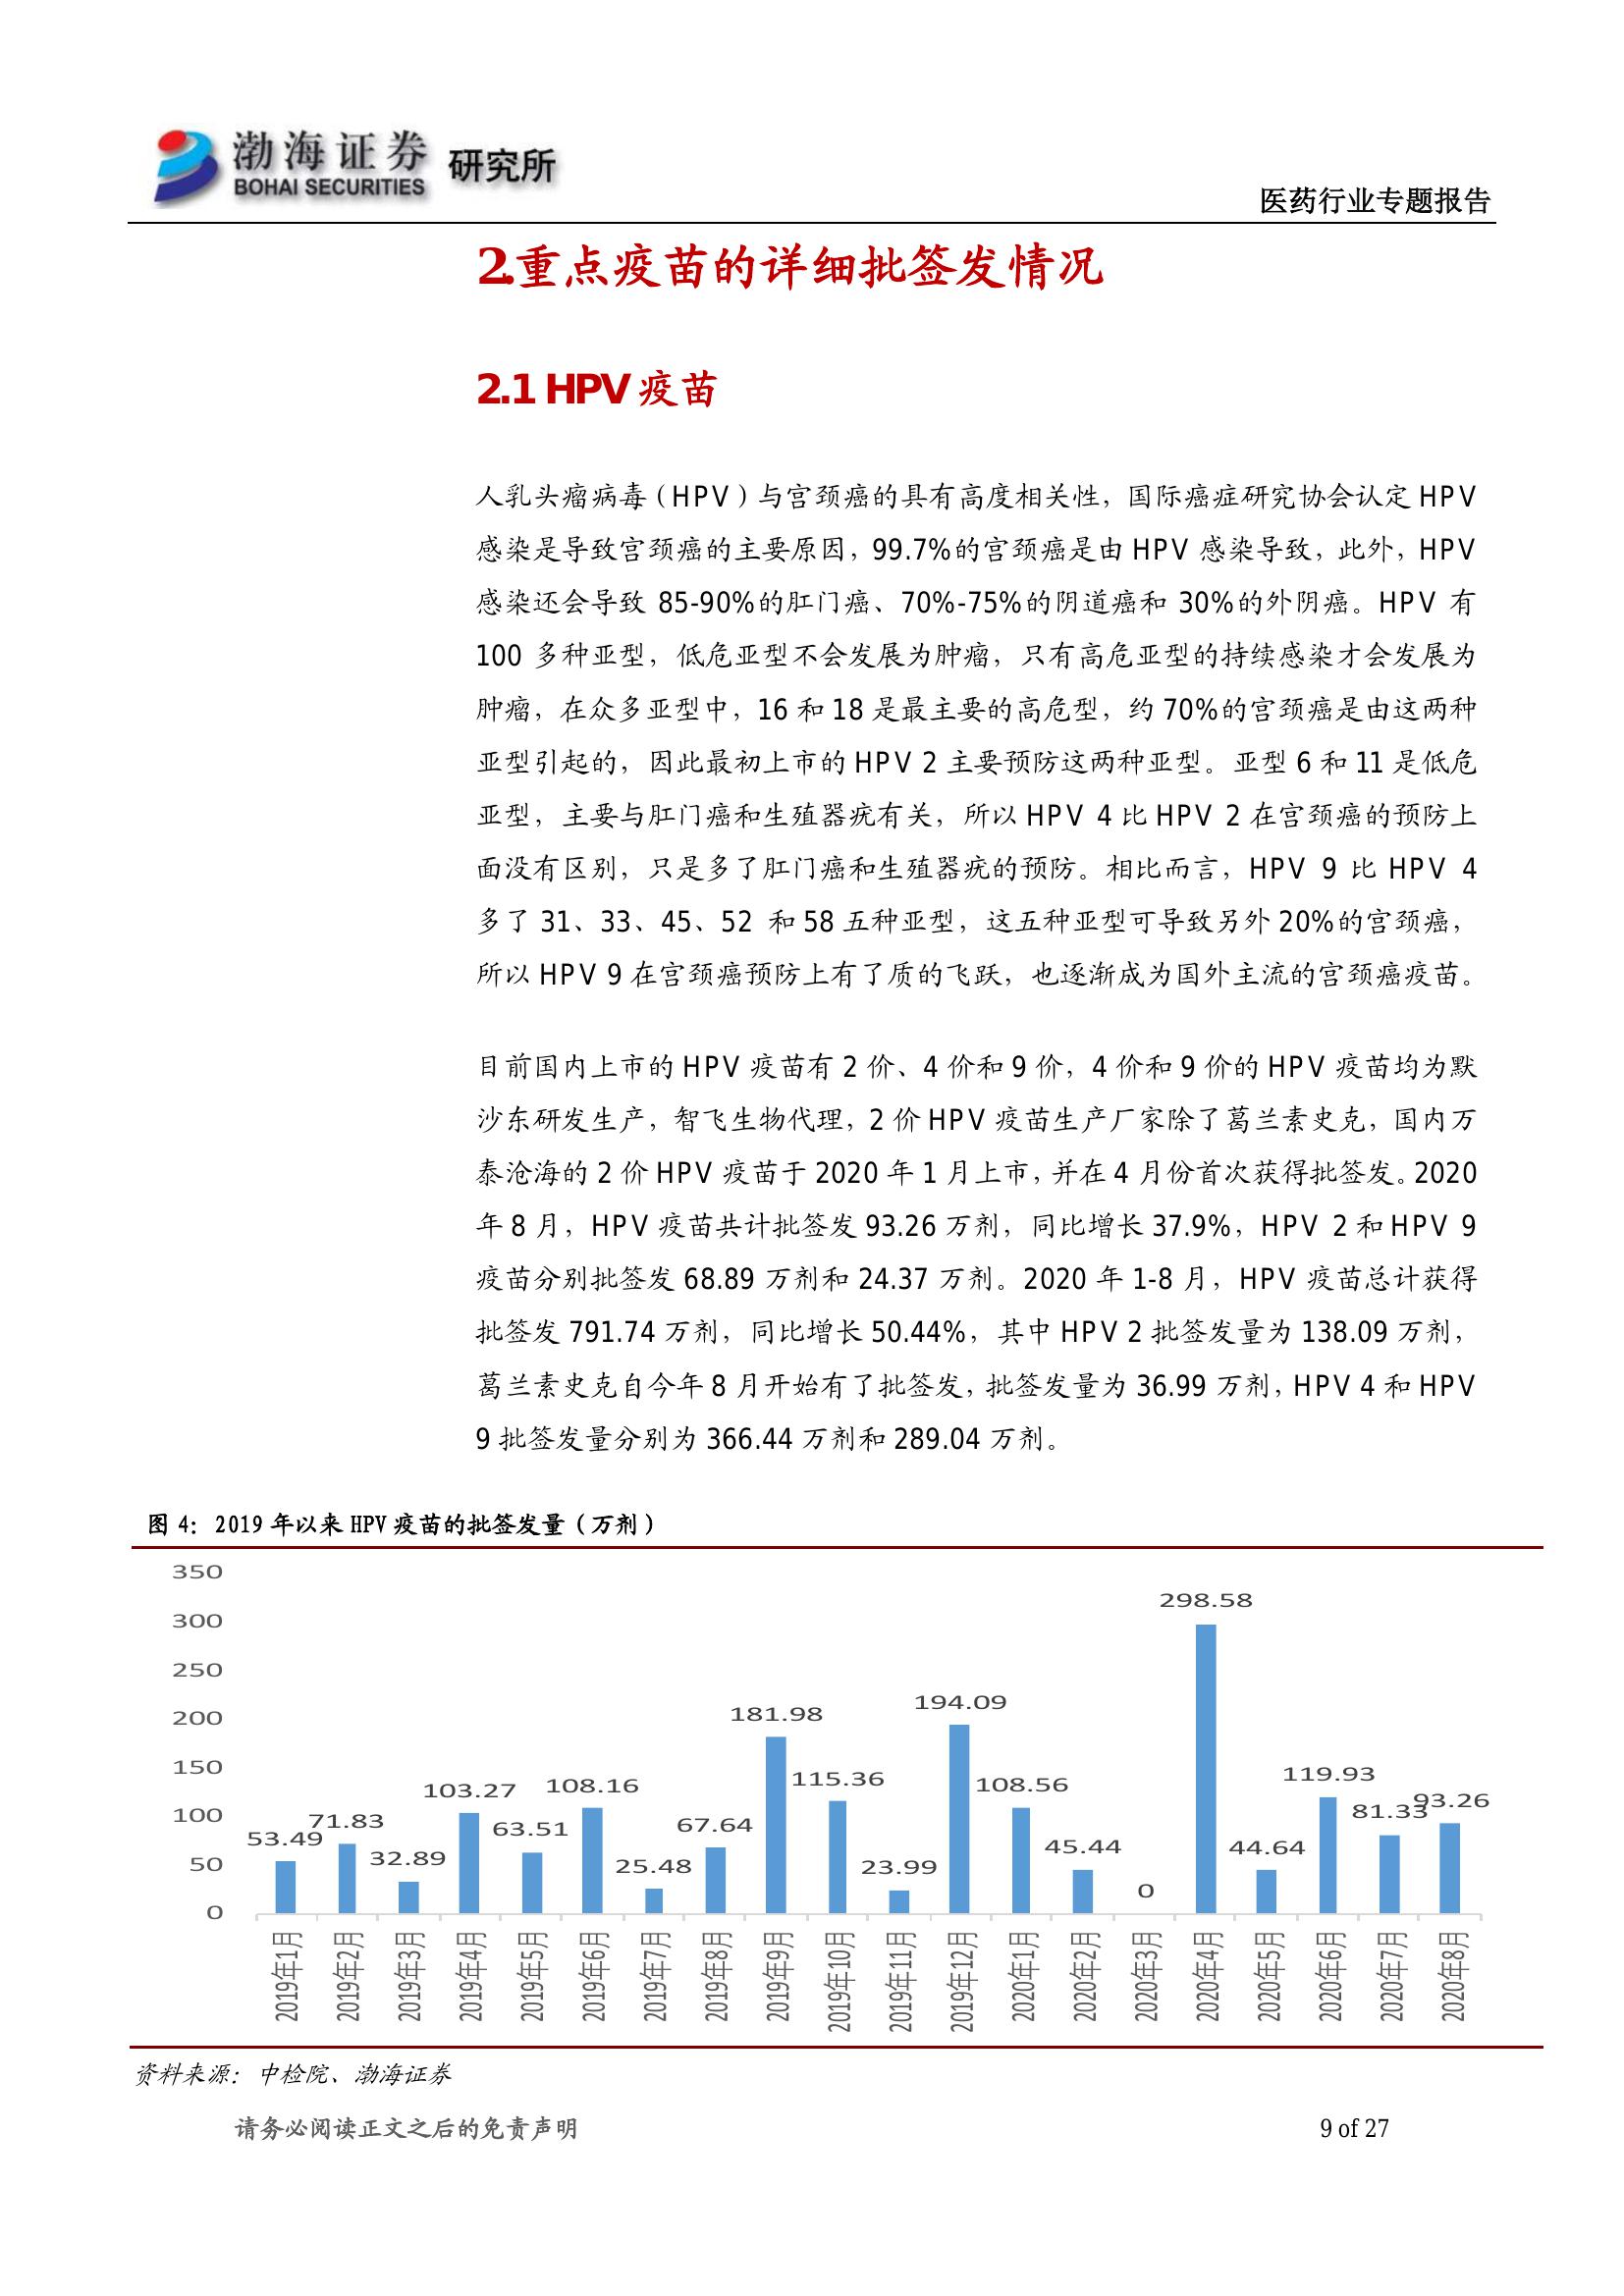 渤海证券 研究所
BOHAI SECURITIES
医药行业专题报告
2.重点疫苗的详细批签发情况
2.1 HPV 疫苗
人乳头瘤病毒（HPV）与宫颈癌的具有高度相关性，国际癌症研究协会认定 HPV
感染是导致宫颈癌的主要原因，99.7%的宫颈癌是由 HPV 感染导致，此外，HPV
感染还会导致 85-90%的肛门癌、70%-75%的阴道癌和 30%的外阴癌。HPV 有
100 多种亚型，低危亚型不会发展为肿瘤，只有高危亚型的持续感染才会发展为
肿瘤，在众多亚型中，16 和 18 是最主要的高危型，约 70%的宫颈癌是由这两种
亚型引起的，因此最初上市的 HPV 2 主要预防这两种亚型。亚型 6 和 11 是低危
亚型，主要与肛门癌和生殖器疣有关，所以 HPV 4 比 HPV 2 在宫颈癌的预防上
面没有区别，只是多了肛门癌和生殖器疣的预防。相比而言，HPV 9 比 HPV 4
多了 31、33、45、52 和 58 五种亚型，这五种亚型可导致另外 20%的宫颈癌，
所以 HPV 9 在宫颈癌预防上有了质的飞跃，也逐渐成为国外主流的宫颈癌疫苗。
目前国内上市的 HPV 疫苗有 2 价、4 价和 9 价，4 价和 9 价的 HPV 疫苗均为默
沙东研发生产，智飞生物代理，2 价 HPV 疫苗生产厂家除了葛兰素史克，国内万
泰沧海的 2 价 HPV 疫苗于 2020 年 1 月上市，并在 4 月份首次获得批签发。2020
年 8 月，HPV 疫苗共计批签发 93.26 万剂，同比增长 37.9%，HPV 2 和 HPV 9
疫苗分别批签发 68.89 万剂和 24.37 万剂。2020 年 1-8 月，HPV 疫苗总计获得
批签发 791.74 万剂，同比增长 50.44%，其中 HPV 2 批签发量为 138.09 万剂，
葛兰素史克自今年 8 月开始有了批签发，批签发量为 36.99 万剂，HPV 4 和 HPV
9 批签发量分别为 366.44 万剂和 289.04 万剂。
图 4：2019 年以来 HPV 疫苗的批签发量（万剂）
350
300
250
200
150
100
50
0
53.49
71.83
32.89
103.27
63.51
108.16
25.48
67.64
181.98
115.36
23.99
194.09
108.56
45.44
0
298.58
44.64
119.93
81.33
93.26
2019年1月
2019年2月
2019年3月
2019年4月
2019年5月
2019年6月
2019年7月
2019年8月
2019年9月
2019年10月
2019年11月
2019年12月
2020年1月
2020年2月
2020年3月
2020年4月
2020年5月
2020年6月
2020年7月
2020年8月
资料来源：中检院、渤海证券
请务必阅读正文之后的免责声明
9 of 27